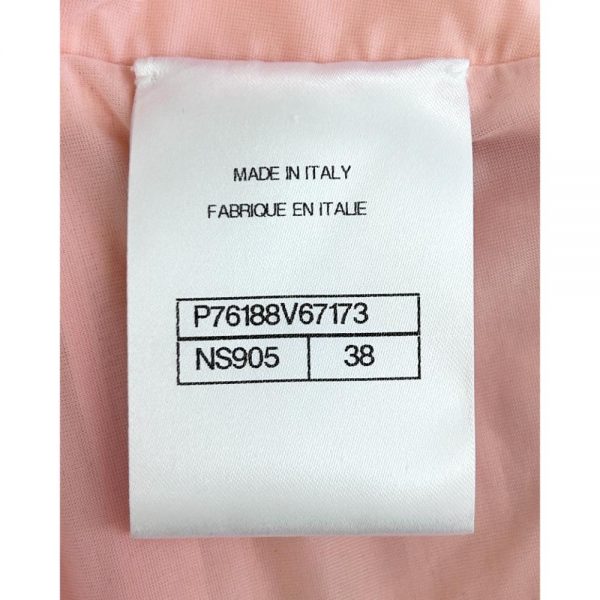 MADE IN ITALY
FABRIQUE EN ITALIE
P76188V67173
NS905 38